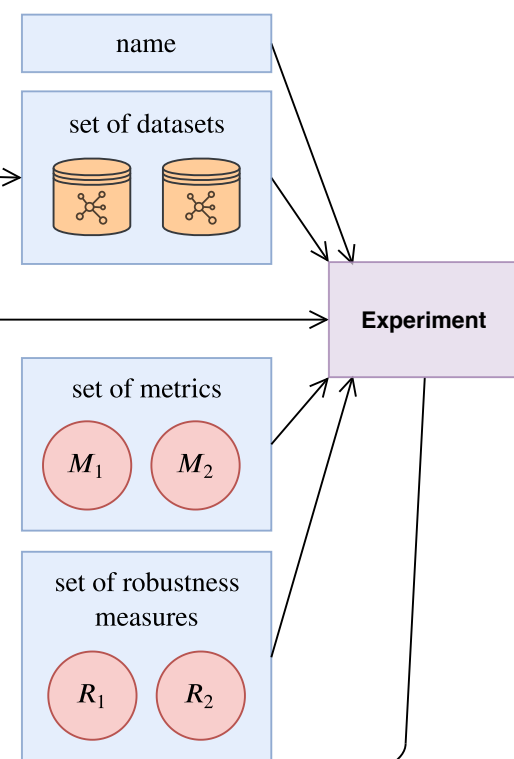 name
set of datasets
Experiment
set of metrics
M1 M2
set of robustness
measures
R1 R2